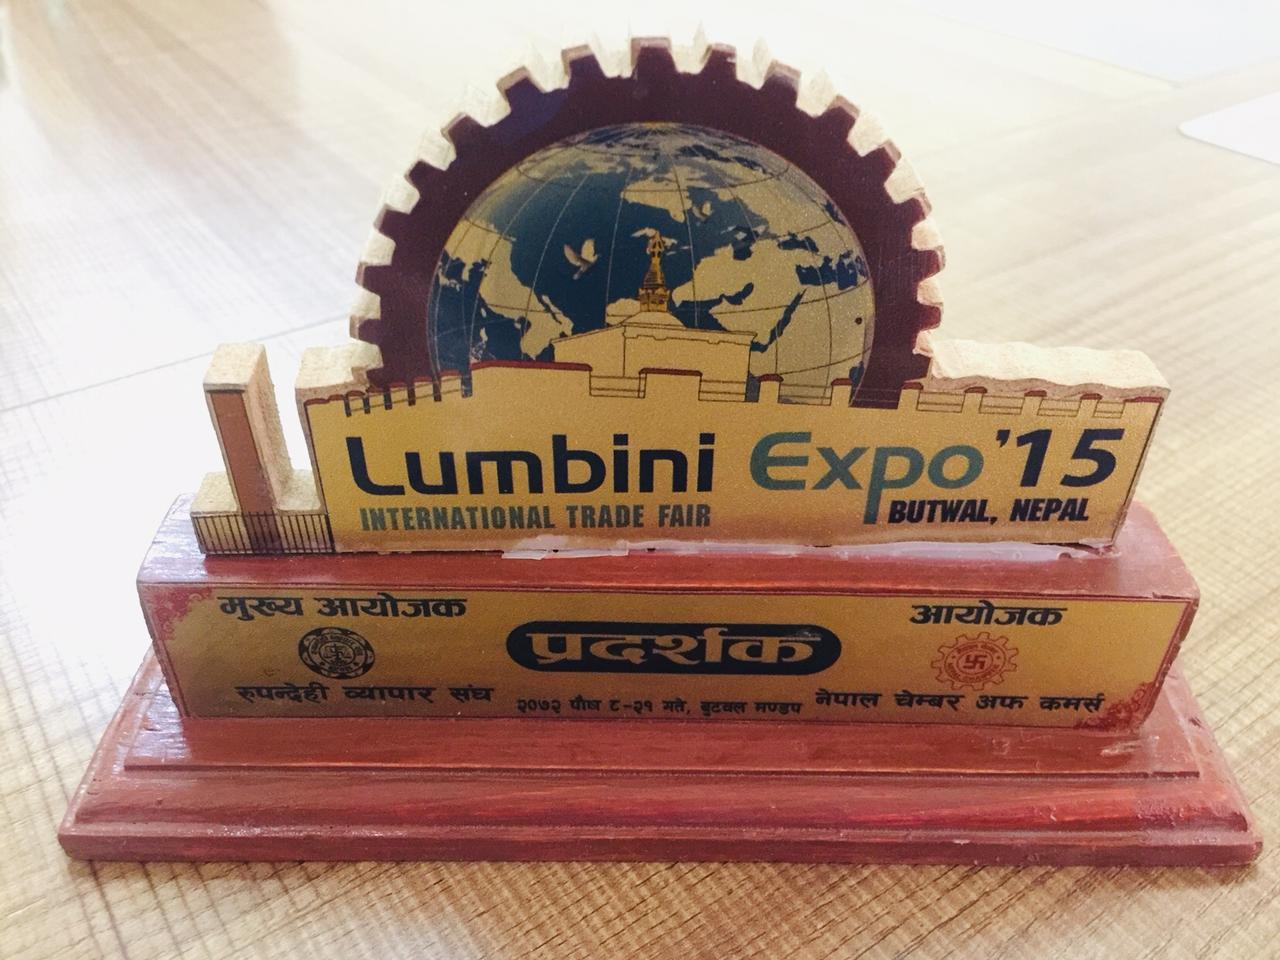 Lumbini Expo'15
INTERNATIONAL TRADE FAIR
BUTWAL, NEPAL
मुख्य आयोजक
रुपन्देही व्यापार संघ
प्रदर्शक
२०७२ पौष ८-२१ गते, बुटवल मण्डप
आयोजक
नेपाल चेम्बर अफ कमर्स